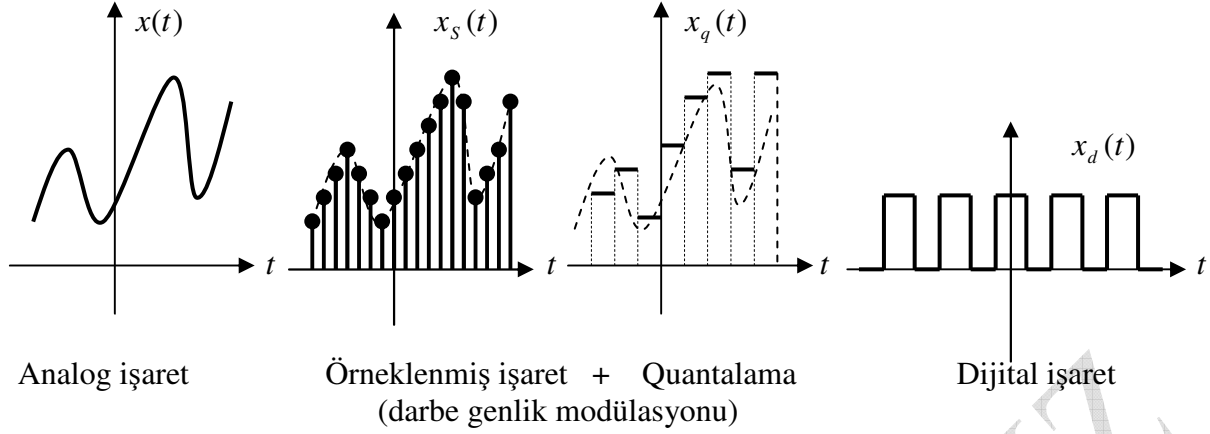 x(t)
x_S(t)
x_q(t)
x_d(t)
t
t
t
t
Analog işaret
Örneklenmiş işaret + Quantalama
Dijital işaret
(darbe genlik modülasyonu)